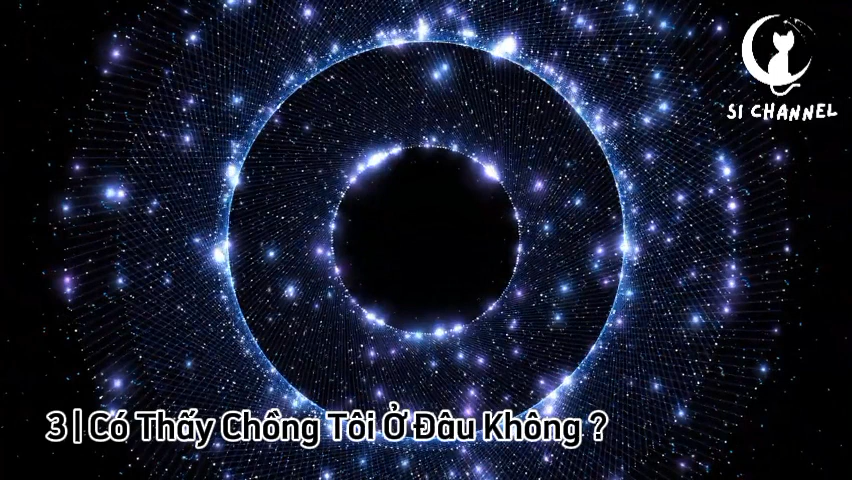 SI CHANNEL
3 | Có Thấy Chồng Tôi Ở Đâu Không ?